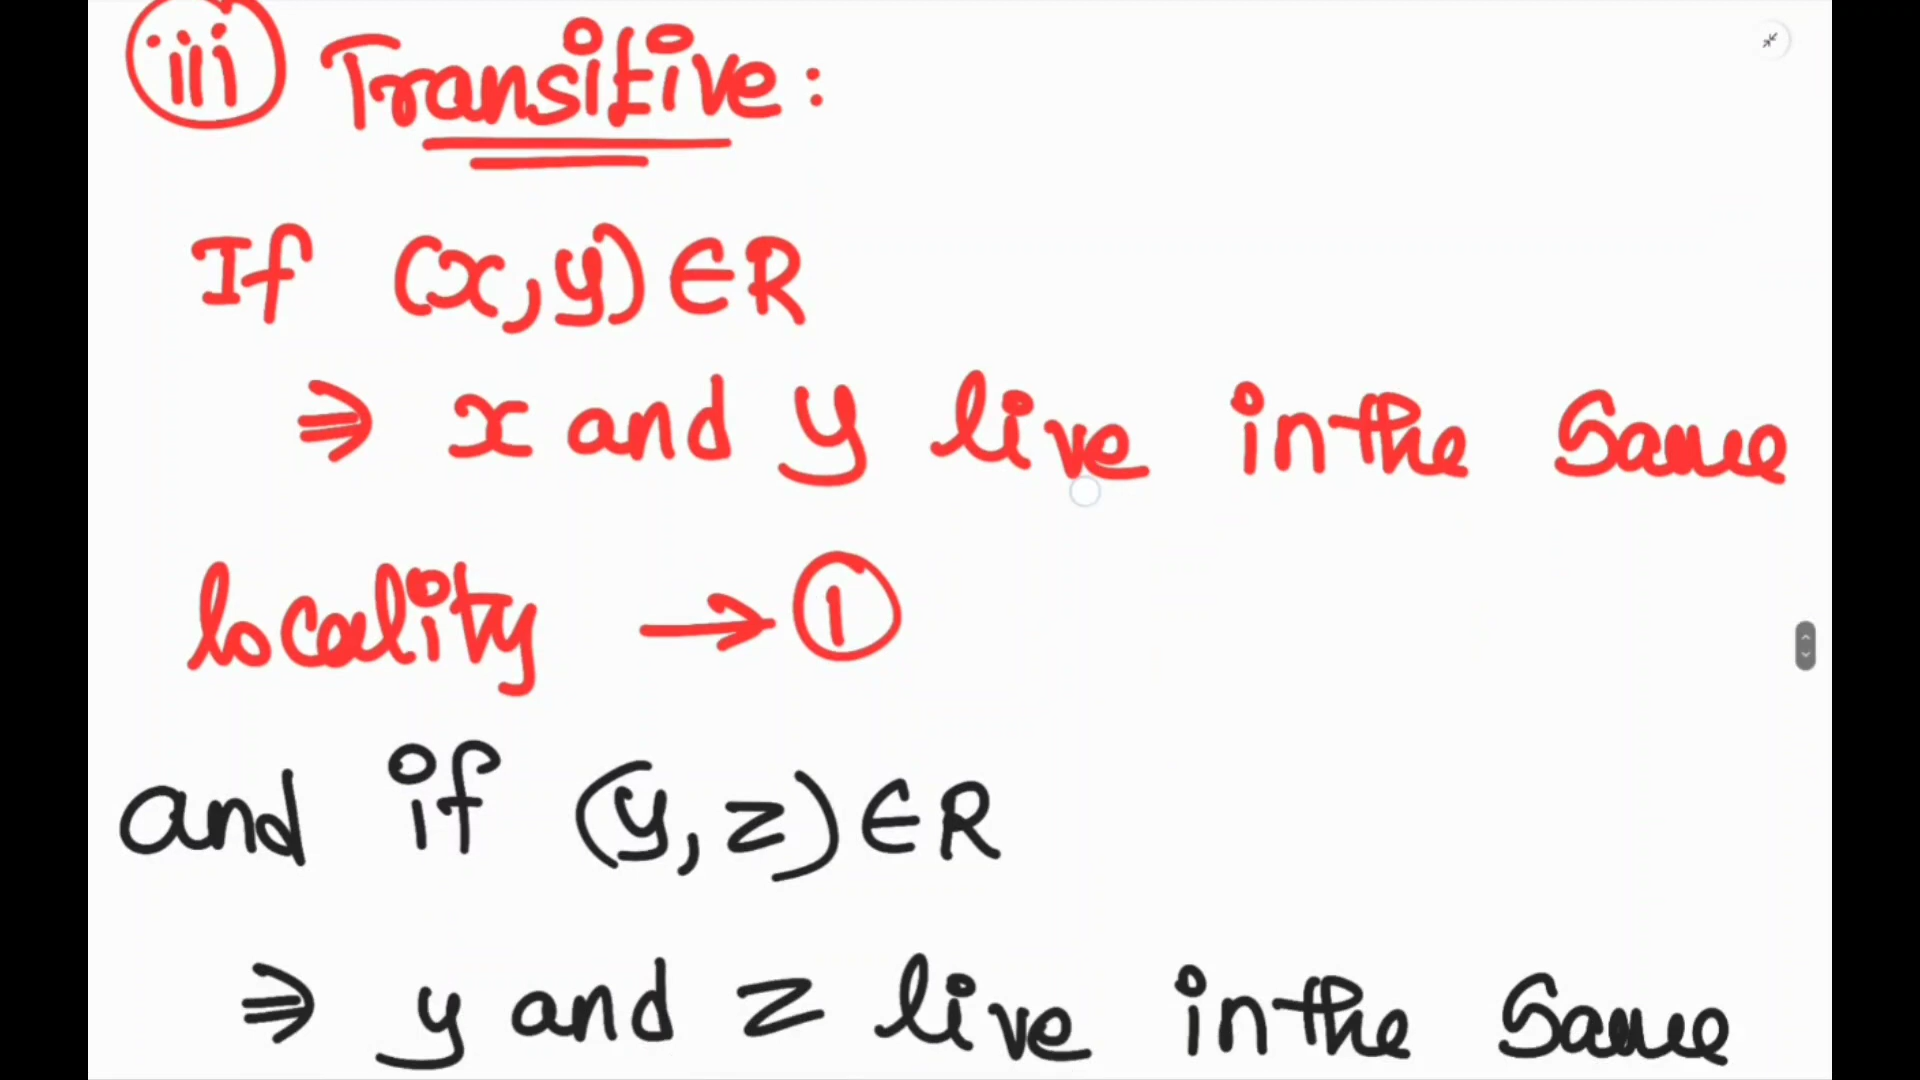 iii Transitive :
If (x,y) ∈ R
⇒ x and y live in the same
locality → 1
and if (y,z) ∈ R
⇒ y and z live in the same